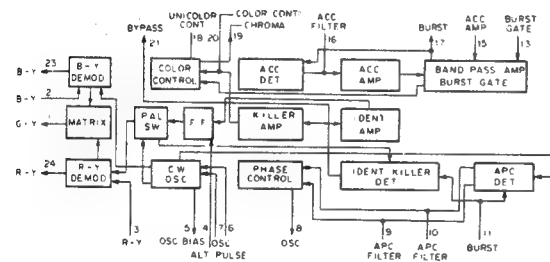 UNICOLOR CONT
COLOR CONT
CHROMA
ACC FILTER
BURST
ACC AMP
BURST GATE
BYPASS
21
18
20
19
16
17
15
13
B-Y
23
B-Y DEMOD
COLOR CONTROL
ACC DET
ACC AMP
BAND PASS AMP BURST GATE
B-Y
2
G-Y
1
MATRIX
PAL SW
F.F
KILLER AMP
IDENT AMP
R-Y
24
R-Y DEMOD
CW OSC
PHASE CONTROL
IDENT KILLER DET
APC DET
3
R-Y
5
4
7
6
8
9
10
11
OSC BIAS
OSC
ALT PULSE
OSC
APC FILTER
APC FILTER
BURST